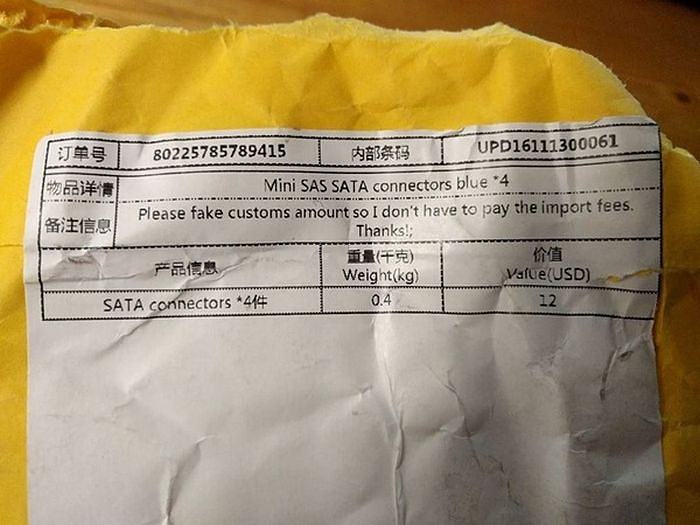 订单号 80225785789415 内部条码 UPD16111300061
物品详情 Mini SAS SATA connectors blue *4
备注信息 Please fake customs amount so I don't have to pay the import fees.
Thanks!;
产品信息 重量(千克) 价值
Weight(kg) Value(USD)
SATA connectors *4件 0.4 12